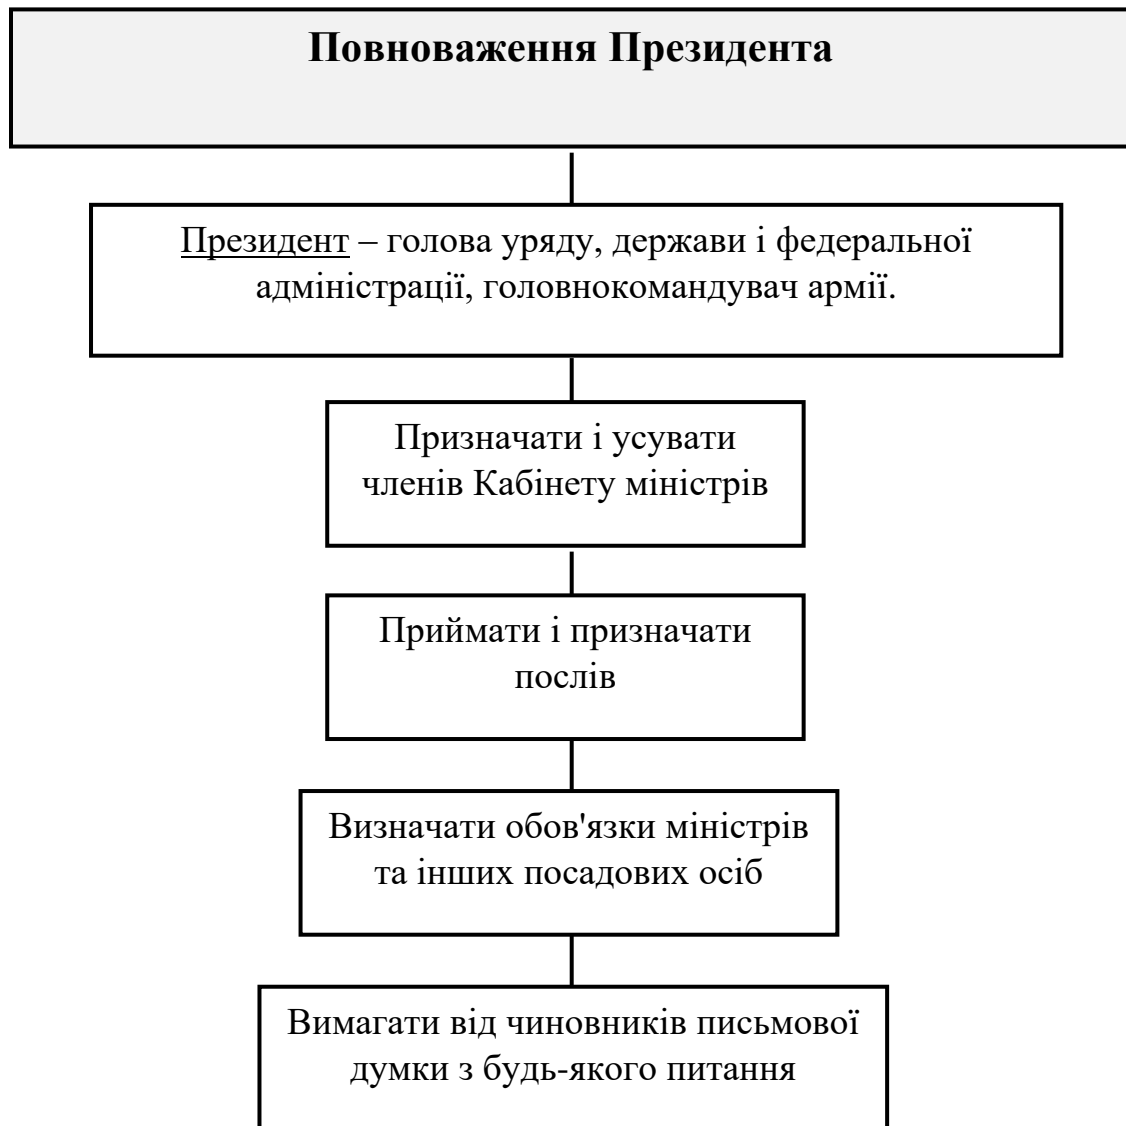 Повноваження Президента
Президент – голова уряду, держави і федеральної
адміністрації, головнокомандувач армії.
Призначати і усувати
членів Кабінету міністрів
Приймати і призначати
послів
Визначати обов'язки міністрів
та інших посадових осіб
Вимагати від чиновників письмової
думки з будь-якого питання